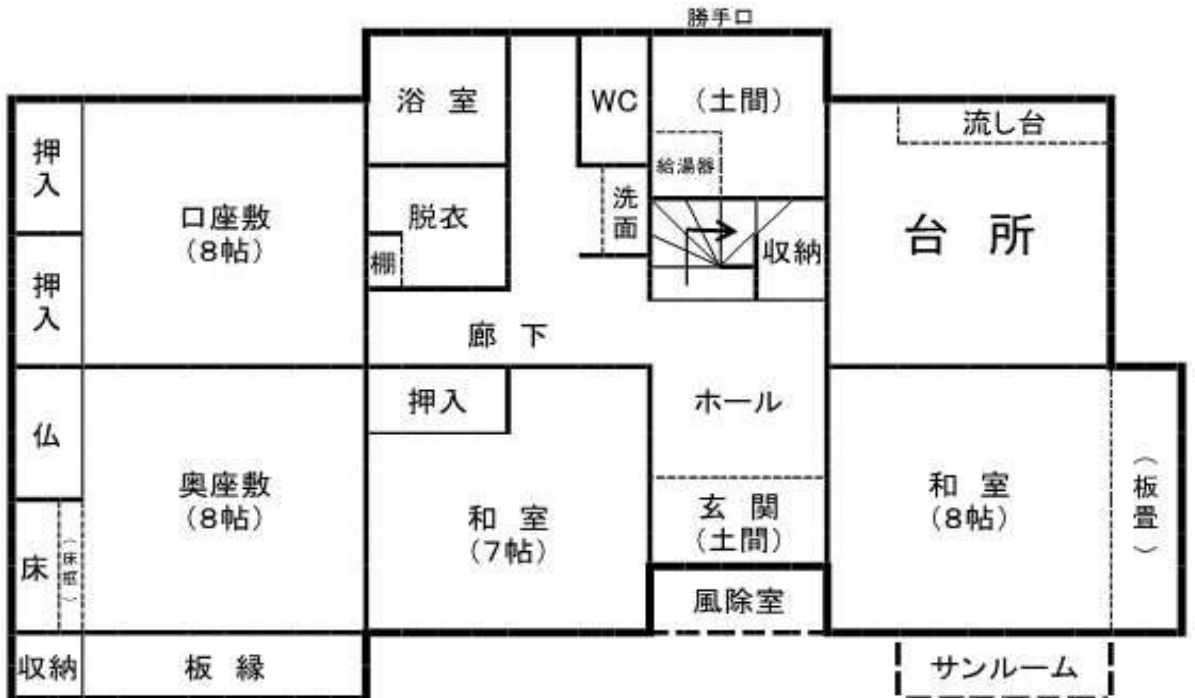 勝手口
浴室
WC
(土間)
流し台
押入
給湯器
口座敷
(8帖)
脱衣
洗面
収納
台所
棚
押入
廊下
押入
ホール
仏
奥座敷
(8帖)
和室
(7帖)
玄関
(土間)
和室
(8帖)
(板畳)
床
(床框)
風除室
収納
板縁
サンルーム